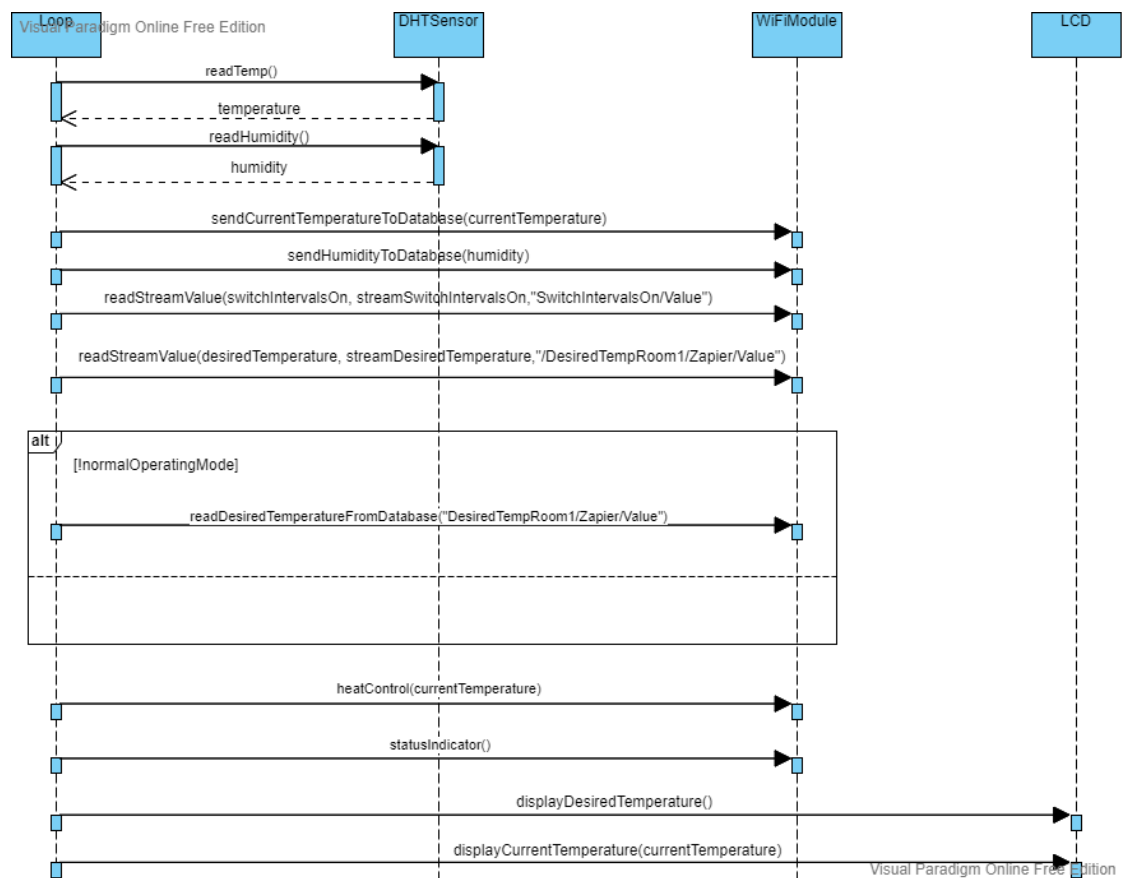 Loop
DHTSensor
WiFiModule
LCD
Visual Paradigm Online Free Edition
readTemp()
temperature
readHumidity()
humidity
sendCurrentTemperatureToDatabase(currentTemperature)
sendHumidityToDatabase(humidity)
readStreamValue(switchIntervalsOn, streamSwitchIntervalsOn,"SwitchIntervalsOn/Value")
readStreamValue(desiredTemperature, streamDesiredTemperature,"/DesiredTempRoom1/Zapier/Value")
alt
[!normalOperatingMode]
readDesiredTemperatureFromDatabase("DesiredTempRoom1/Zapier/Value")
heatControl(currentTemperature)
statusIndicator()
displayDesiredTemperature()
displayCurrentTemperature(currentTemperature)
Visual Paradigm Online Free Edition